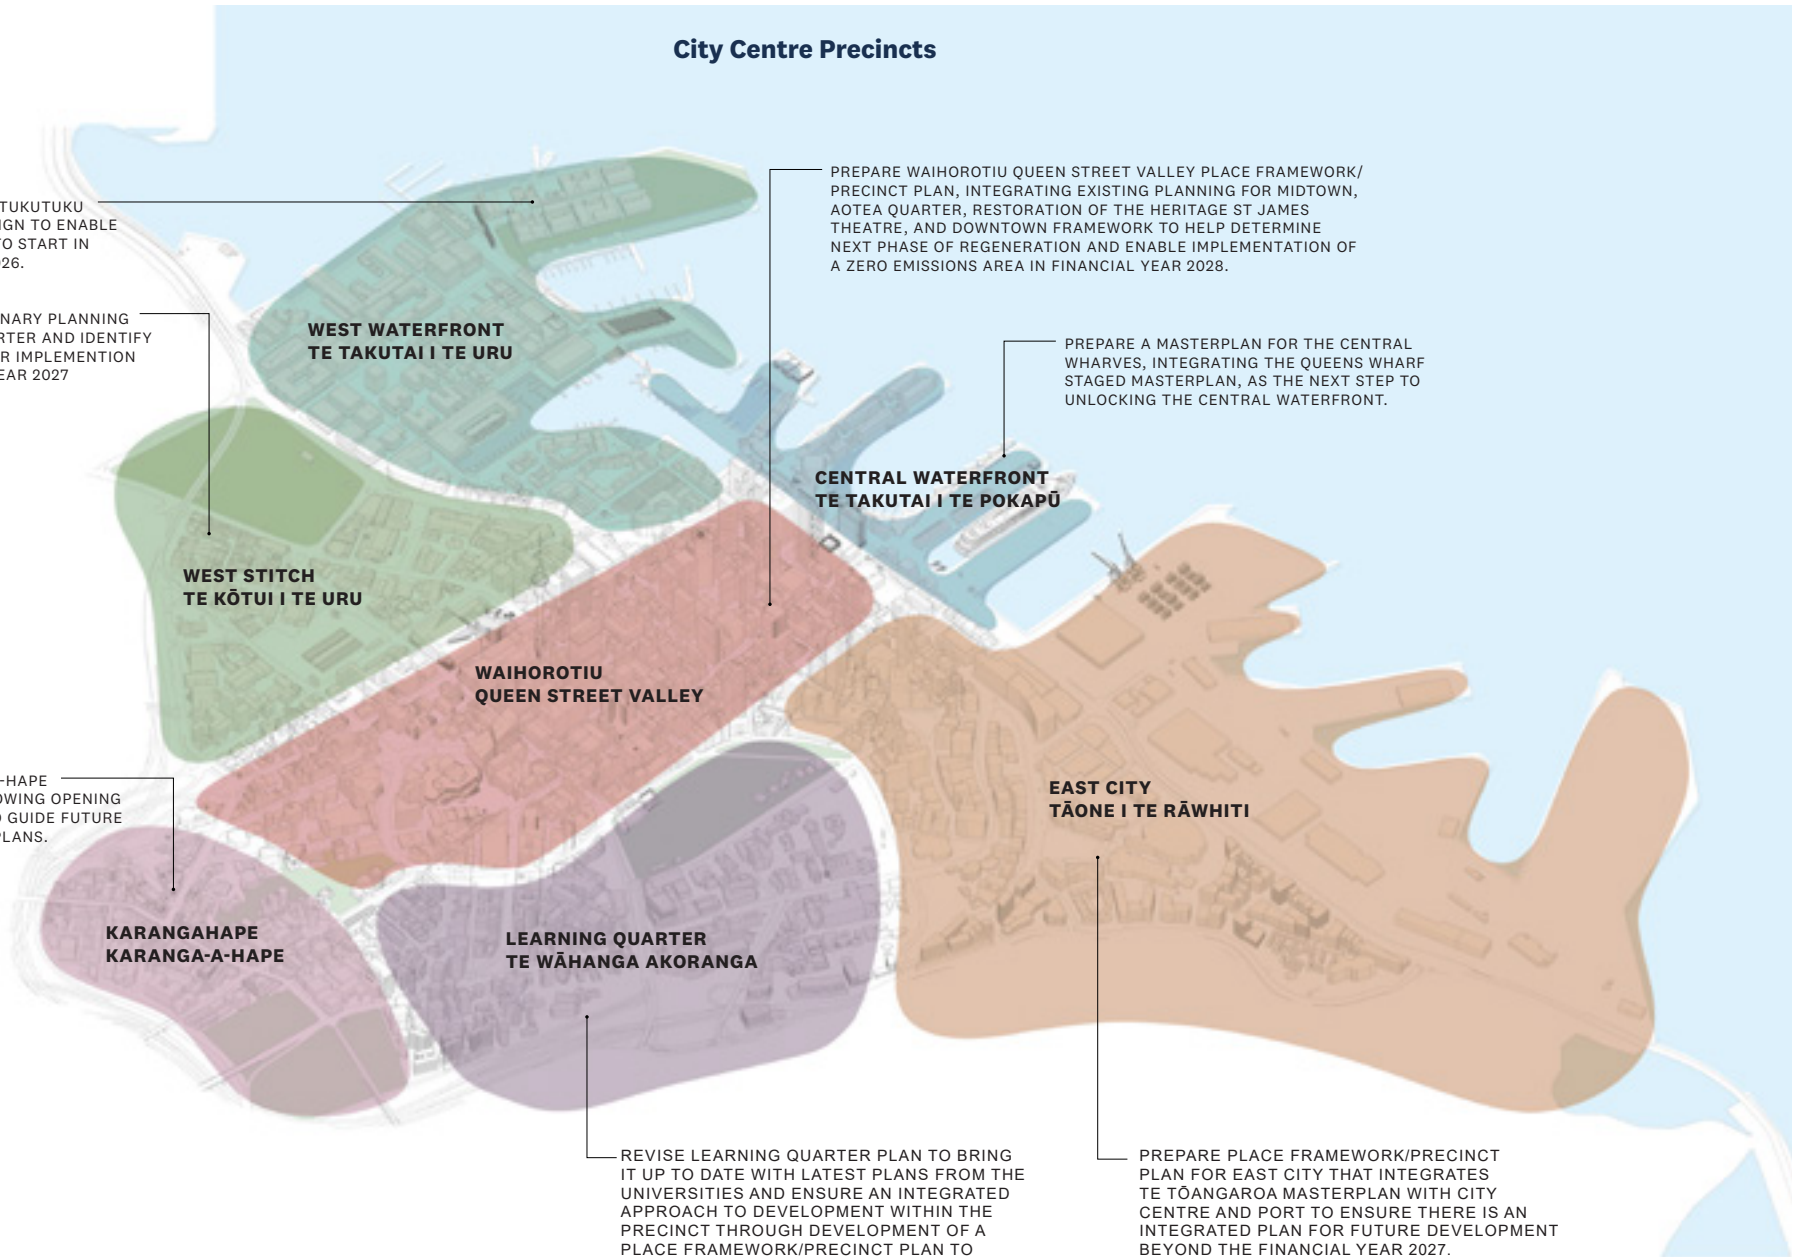 City Centre Precincts
TUKUTUKU
IGN TO ENABLE
TO START IN
026.
NARY PLANNING
RTER AND IDENTIFY
R IMPLEMENTION
EAR 2027
PREPARE WAIHOROTIU QUEEN STREET VALLEY PLACE FRAMEWORK/
PRECINCT PLAN, INTEGRATING EXISTING PLANNING FOR MIDTOWN,
AOTEA QUARTER, RESTORATION OF THE HERITAGE ST JAMES
THEATRE, AND DOWNTOWN FRAMEWORK TO HELP DETERMINE
NEXT PHASE OF REGENERATION AND ENABLE IMPLEMENTATION OF
A ZERO EMISSIONS AREA IN FINANCIAL YEAR 2028.
WEST WATERFRONT
TE TAKUTAI I TE URU
PREPARE A MASTERPLAN FOR THE CENTRAL
WHARVES, INTEGRATING THE QUEENS WHARF
STAGED MASTERPLAN, AS THE NEXT STEP TO
UNLOCKING THE CENTRAL WATERFRONT.
CENTRAL WATERFRONT
TE TAKUTAI I TE POKAPŪ
WEST STITCH
TE KŌTUI I TE URU
WAIHOROTIU
QUEEN STREET VALLEY
-HAPE
OWING OPENING
O GUIDE FUTURE
PLANS.
EAST CITY
TĀONE I TE RĀWHITI
KARANGAHAPE
KARANGA-A-HAPE
LEARNING QUARTER
TE WĀHANGA AKORANGA
REVISE LEARNING QUARTER PLAN TO BRING
IT UP TO DATE WITH LATEST PLANS FROM THE
UNIVERSITIES AND ENSURE AN INTEGRATED
APPROACH TO DEVELOPMENT WITHIN THE
PRECINCT THROUGH DEVELOPMENT OF A
PLACE FRAMEWORK/PRECINCT PLAN TO
PREPARE PLACE FRAMEWORK/PRECINCT
PLAN FOR EAST CITY THAT INTEGRATES
TE TŌANGAROA MASTERPLAN WITH CITY
CENTRE AND PORT TO ENSURE THERE IS AN
INTEGRATED PLAN FOR FUTURE DEVELOPMENT
BEYOND THE FINANCIAL YEAR 2027.